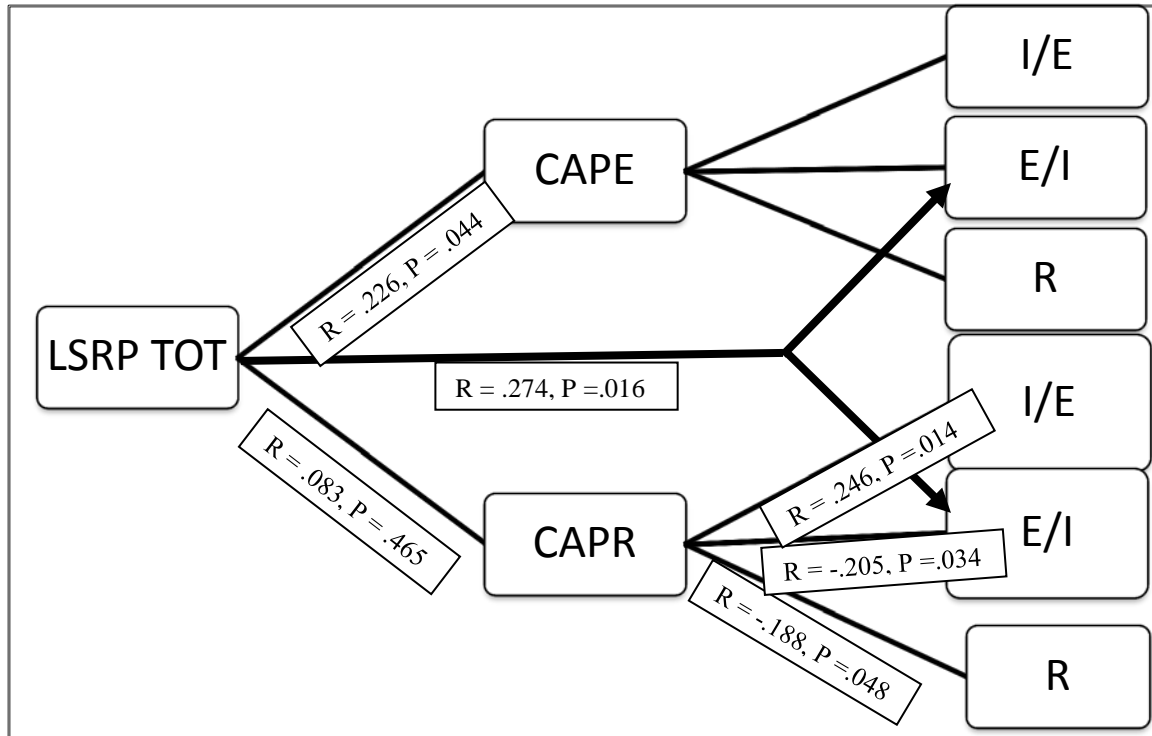 I/E
CAPE
E/I
R = .226, P = .044
R
LSRP TOT
R = .274, P =.016
I/E
R = .083, P = .465
R = .246, P =.014
CAPR
E/I
R = -.205, P =.034
R = -.188, P =.048
R